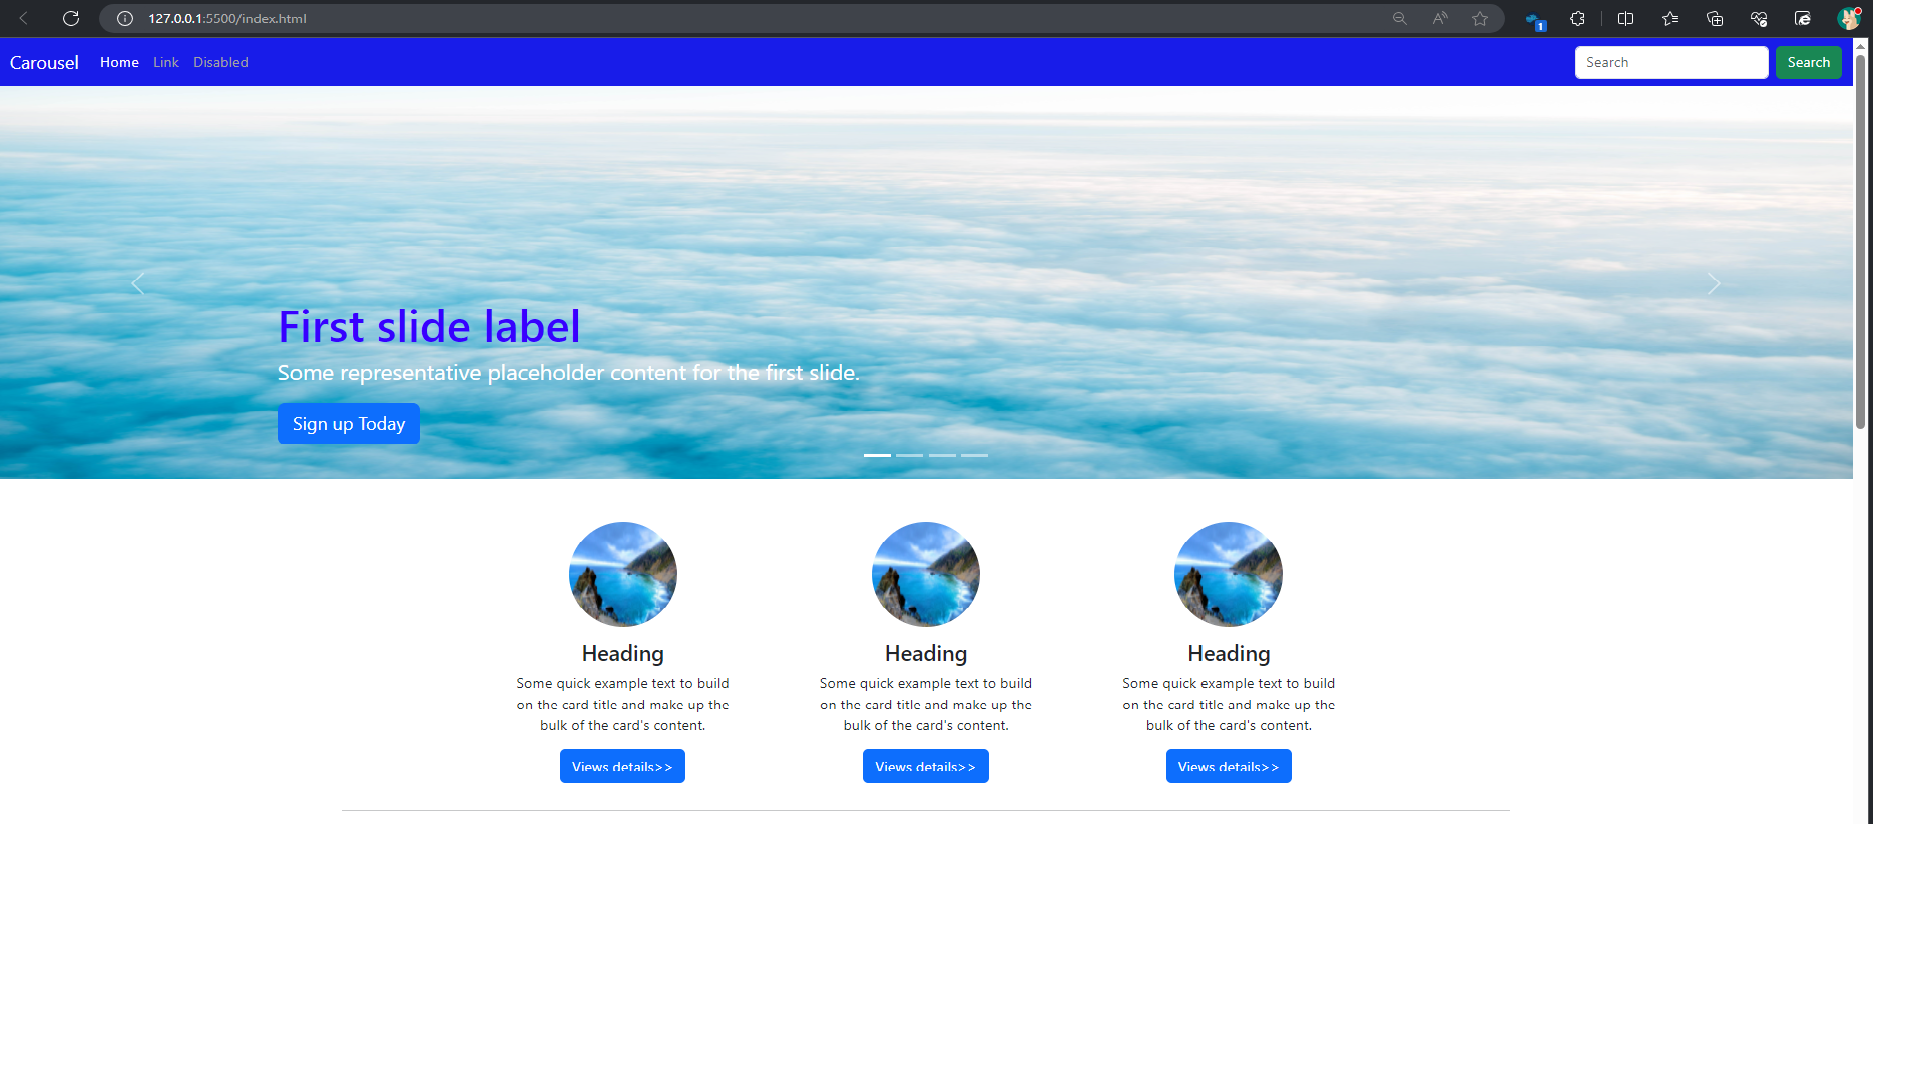 127.0.0.1:5500/index.html
1
Carousel Home Link Disabled Search Search
First slide label
Some representative placeholder content for the first slide.
Sign up Today
Heading
Some quick example text to build
on the card title and make up the
bulk of the card's content.
Views details>>
Heading
Some quick example text to build
on the card title and make up the
bulk of the card's content.
Views details>>
Heading
Some quick example text to build
on the card title and make up the
bulk of the card's content.
Views details>>